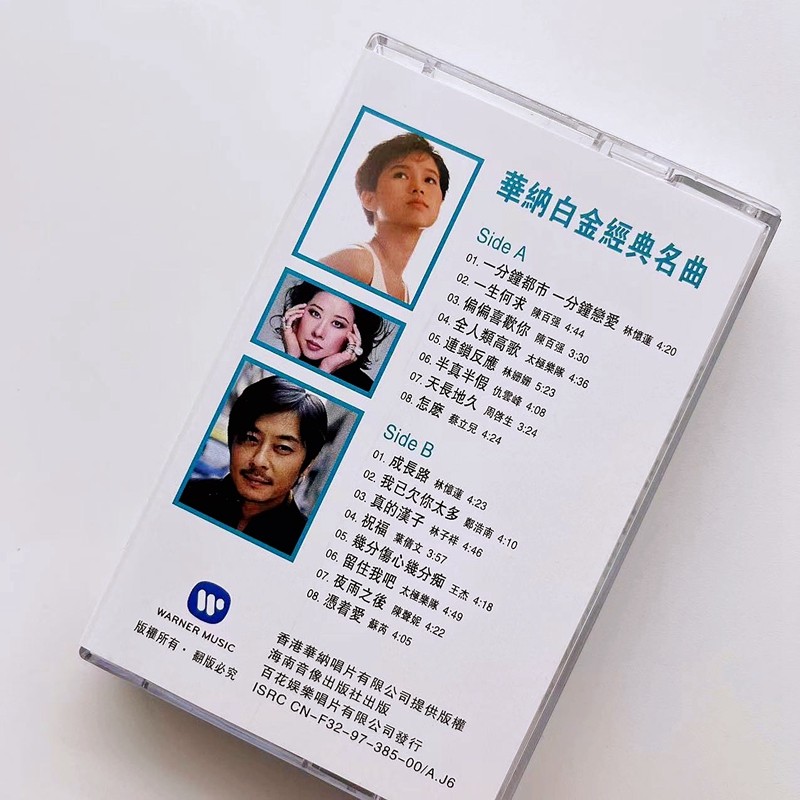 華納白金經典名曲
Side A
01. 一分鐘都市 一分鐘戀愛 林憶蓮 4:20
02. 一生何求 陳百强 4:44
03. 偏偏喜歡你 陳百强 3:30
04. 全人類高歌 太極樂隊 4:36
05. 連鎖反應 林姍姍 5:23
06. 半真半假 仇雲峰 4:08
07. 天長地久 周啓生 3:24
08. 怎麽 蔡立兒 4:24
Side B
01. 成長路 林憶蓮 4:23
02. 我已欠你太多 鄭浩南 4:10
03. 真的漢子 林子祥 4:46
04. 祝福 葉倩文 3:57
05. 幾分傷心幾分痴 王杰 4:18
06. 留住我吧 太極樂隊 4:49
07. 夜雨之後 陳聲妮 4:22
08. 憑着愛 蘇芮 4:05
WARNER MUSIC
版權所有・翻版必究
香港華納唱片有限公司提供版權
海南音像出版社出版
百花娱樂唱片有限公司發行
ISRC CN-F32-97-385-00/A.J6